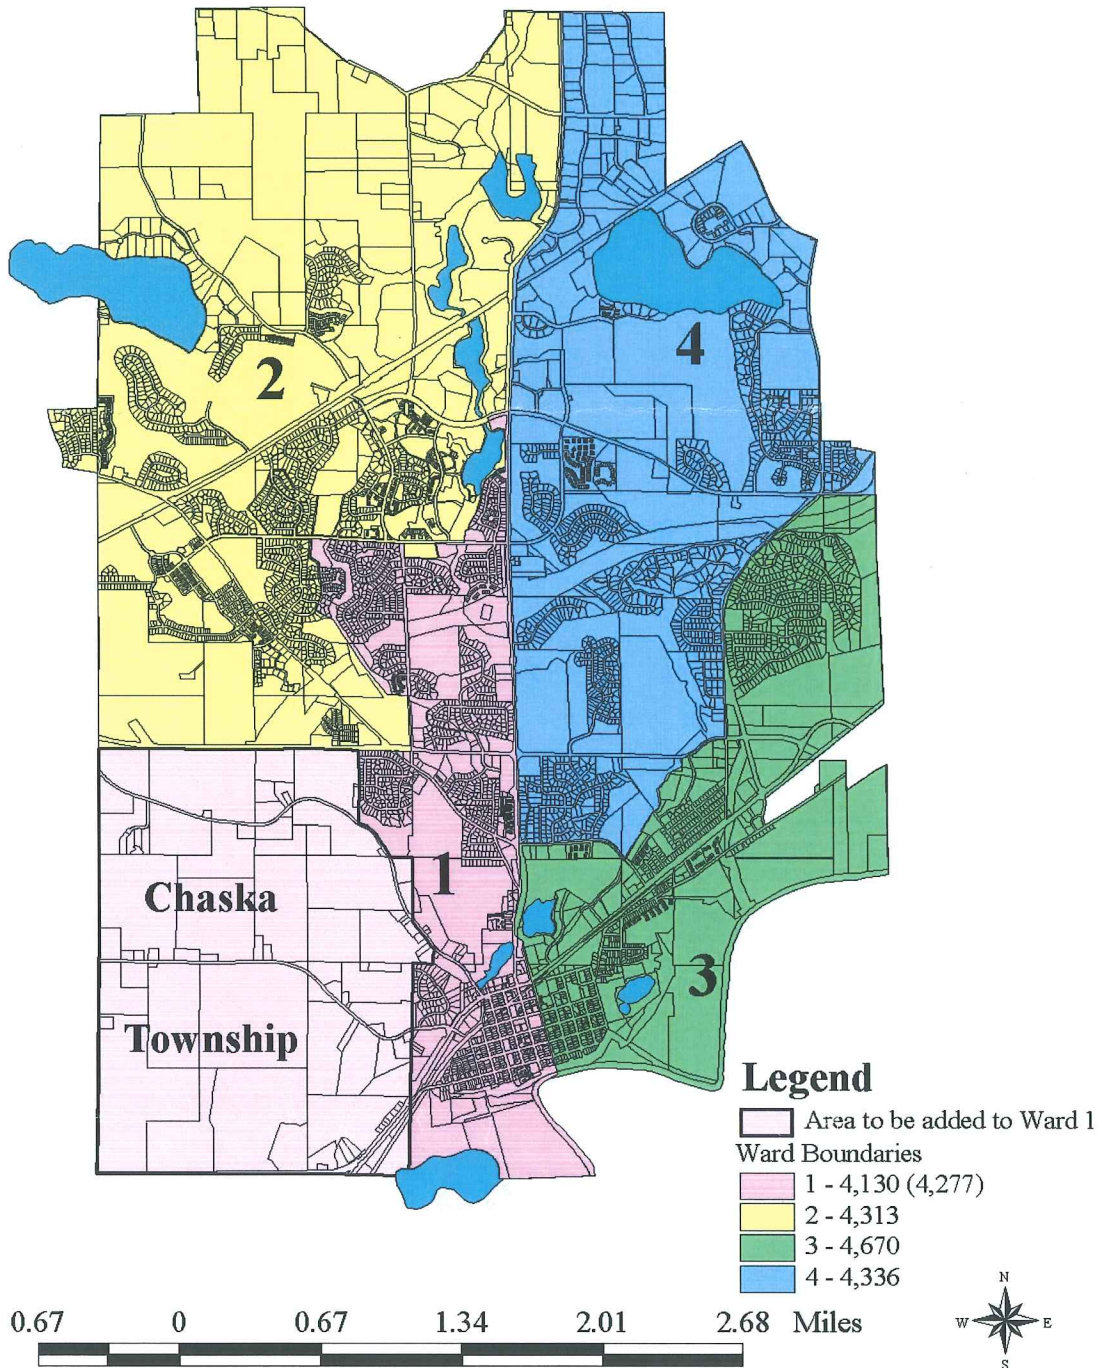 2
4
Chaska
1
Township
3
Legend
Area to be added to Ward 1
Ward Boundaries
1 - 4,130 (4,277)
2 - 4,313
3 - 4,670
4 - 4,336
N
W E
S
0.67 0 0.67 1.34 2.01 2.68 Miles